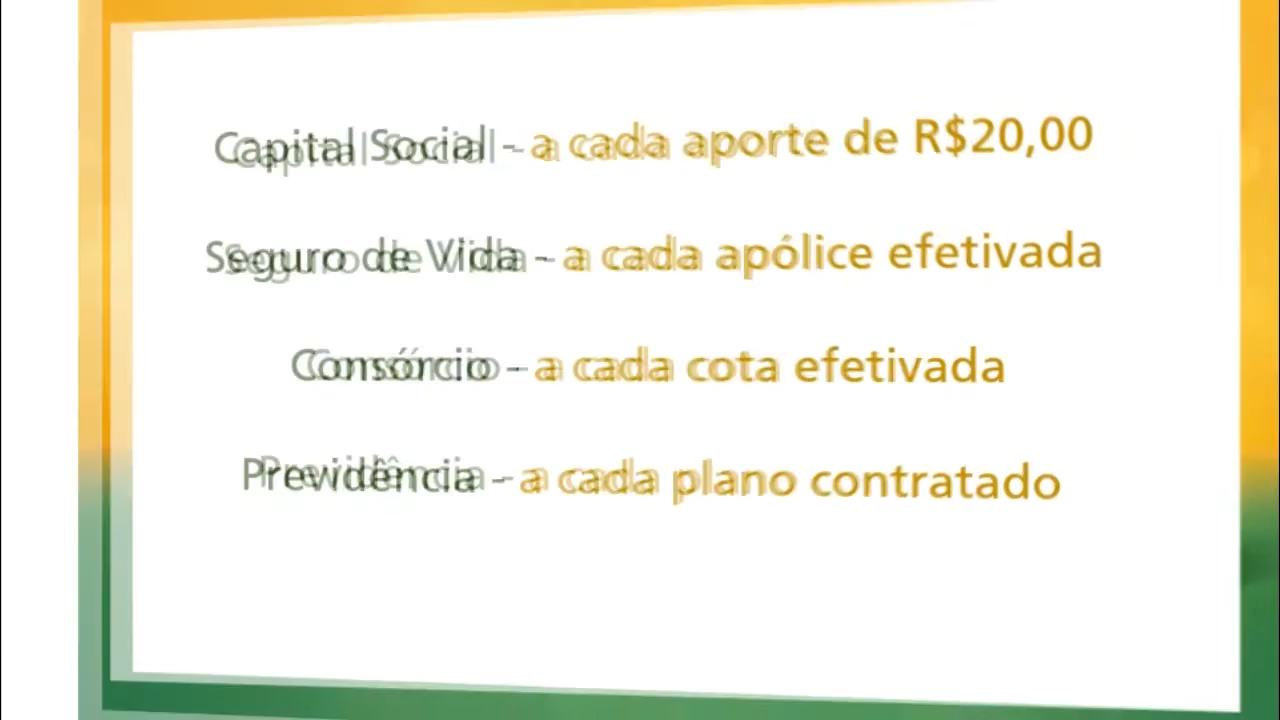 Capital Social - a cada aporte de R$20,00
Seguro de Vida - a cada apólice efetivada
Consórcio - a cada cota efetivada
Previdência - a cada plano contratado